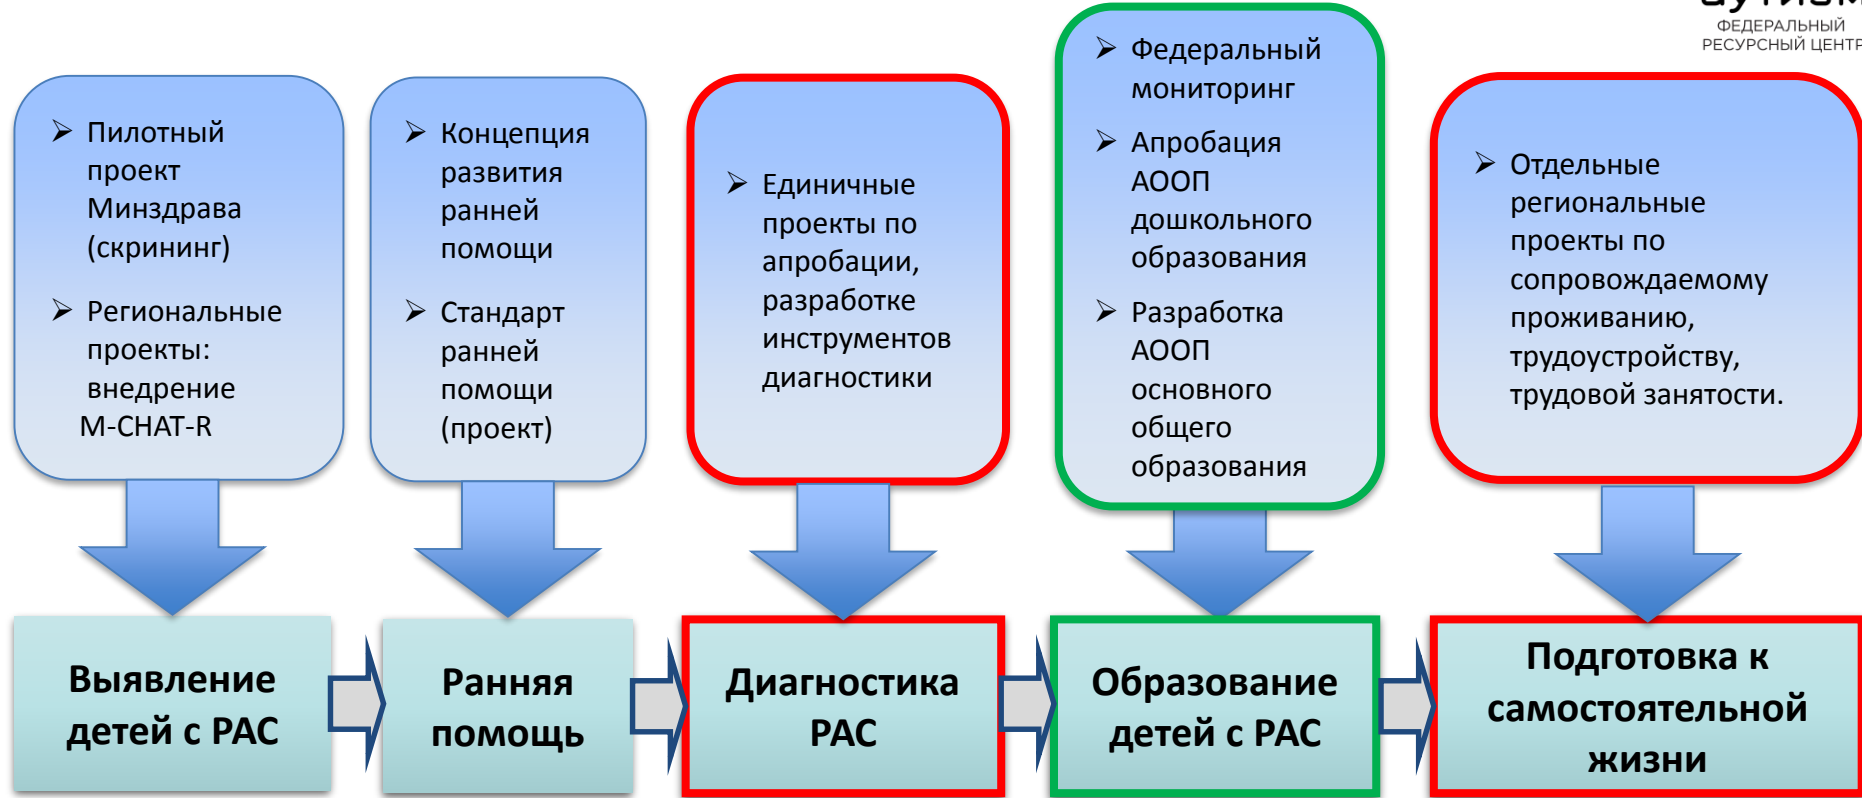 аутизм
ФЕДЕРАЛЬНЫЙ
РЕСУРСНЫЙ ЦЕНТР
Пилотный
проект
Минздрава
(скрининг)
Региональные
проекты:
внедрение
M-CHAT-R
Концепция
развития
ранней
помощи
Стандарт
ранней
помощи
(проект)
Единичные
проекты по
апробации,
разработке
инструментов
диагностики
Федеральный
мониторинг
Апробация
АООП
дошкольного
образования
Разработка
АООП
основного
общего
образования
Отдельные
региональные
проекты по
сопровождаемому
проживанию,
трудоустройству,
трудовой занятости.
Выявление
детей с РАС
Ранняя
помощь
Диагностика
РАС
Образование
детей с РАС
Подготовка к
самостоятельной
жизни